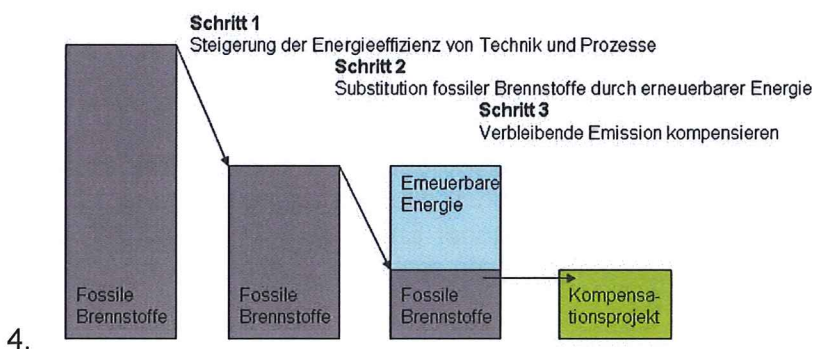 Schritt 1
Steigerung der Energieeffizienz von Technik und Prozesse
Schritt 2
Substitution fossiler Brennstoffe durch erneuerbarer Energie
Schritt 3
Verbleibende Emission kompensieren
Erneuerbare
Energie
Fossile
Brennstoffe
Fossile
Brennstoffe
Fossile
Brennstoffe
Kompensa-
tionsprojekt
4.